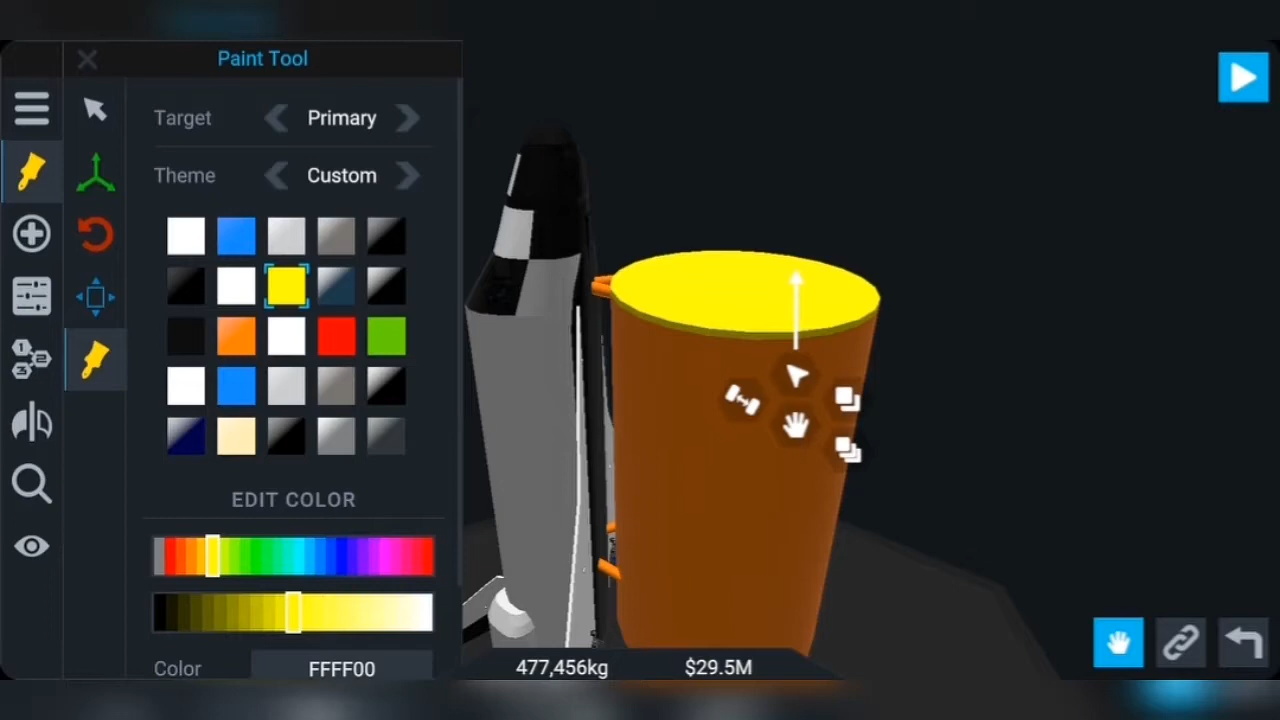 Paint Tool
Target Primary
Theme Custom
EDIT COLOR
Color FFFF00
477,456kg $29.5M